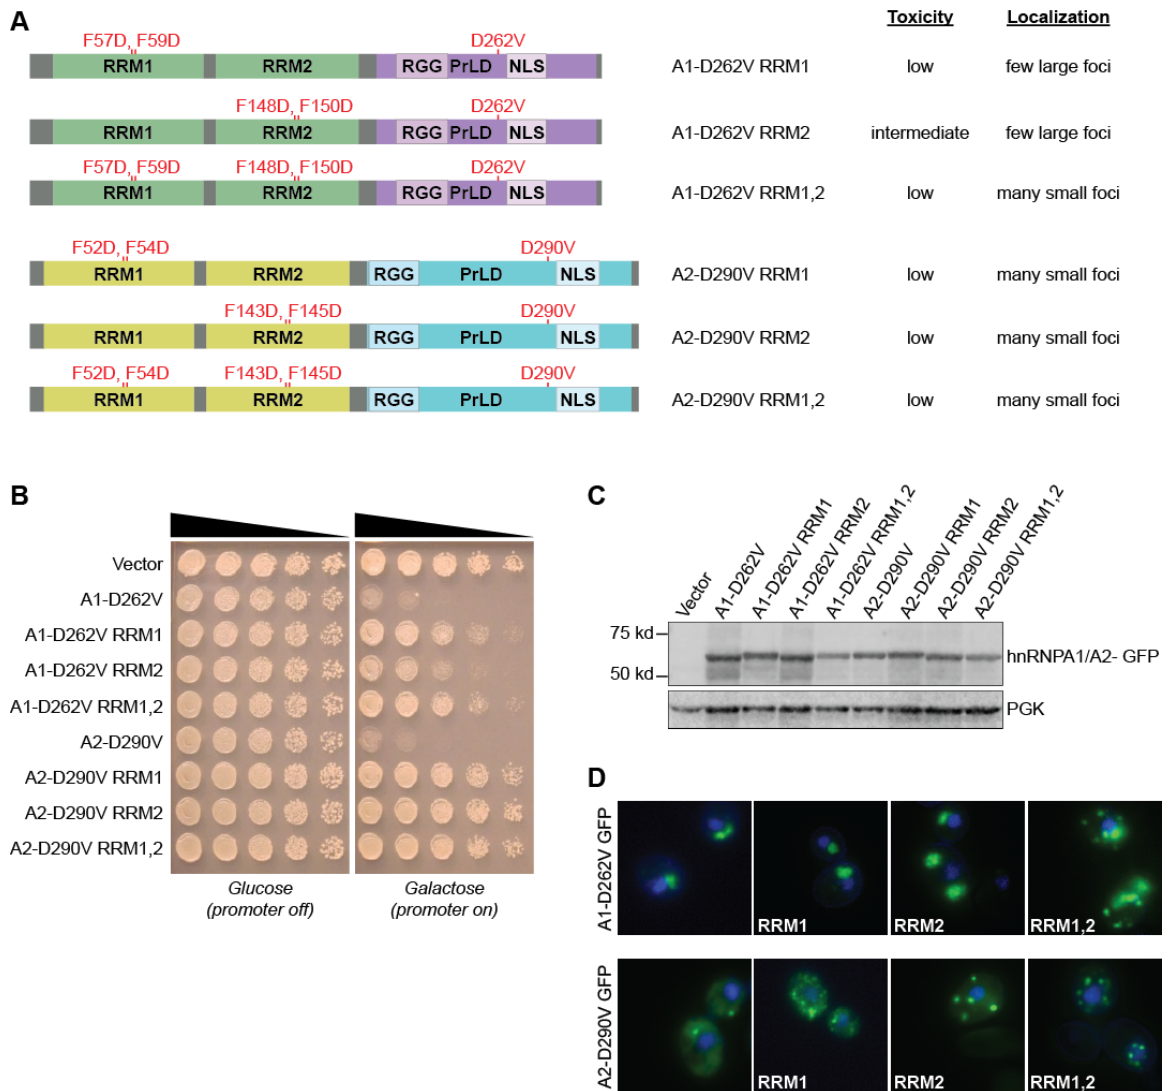 A
Toxicity Localization
F57D, F59D D262V
RRM1 RRM2 RGG PrLD NLS A1-D262V RRM1 low few large foci
F148D, F150D D262V
RRM1 RRM2 RGG PrLD NLS A1-D262V RRM2 intermediate few large foci
F57D, F59D F148D, F150D D262V
RRM1 RRM2 RGG PrLD NLS A1-D262V RRM1,2 low many small foci
F52D, F54D D290V
RRM1 RRM2 RGG PrLD NLS A2-D290V RRM1 low many small foci
F143D, F145D D290V
RRM1 RRM2 RGG PrLD NLS A2-D290V RRM2 low many small foci
F52D, F54D F143D, F145D D290V
RRM1 RRM2 RGG PrLD NLS A2-D290V RRM1,2 low many small foci
B
Vector
A1-D262V
A1-D262V RRM1
A1-D262V RRM2
A1-D262V RRM1,2
A2-D290V
A2-D290V RRM1
A2-D290V RRM2
A2-D290V RRM1,2
Glucose
(promoter off)
Galactose
(promoter on)
C
Vector
A1-D262V
A1-D262V RRM1
A1-D262V RRM2
A1-D262V RRM1,2
A2-D290V
A2-D290V RRM1
A2-D290V RRM2
A2-D290V RRM1,2
75 kd
50 kd
hnRNPA1/A2- GFP
PGK
D
A1-D262V GFP
RRM1 RRM2 RRM1,2
A2-D290V GFP
RRM1 RRM2 RRM1,2